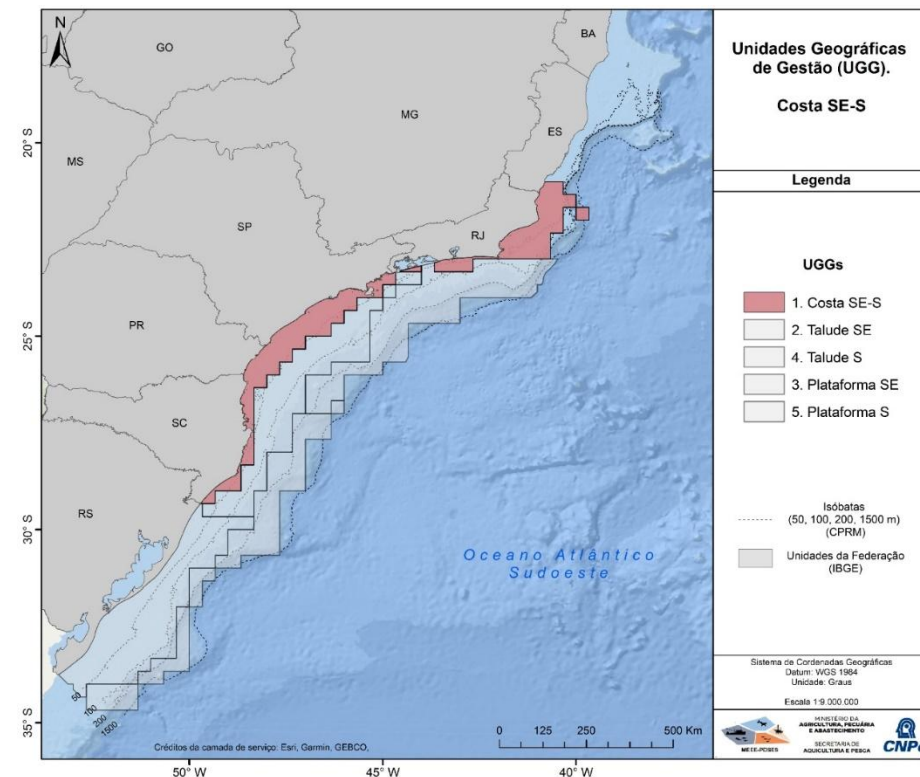 N
GO
BA
MG
ES
MS
SP
RJ
PR
SC
RS
20° S
25° S
30° S
35° S
50° W
45° W
40° W
50
100
200
1500
Oceano Atlântico
Sudoeste
0 125 250 500 Km
Créditos da camada de serviço: Esri, Garmin, GEBCO,
Unidades Geográficas
de Gestão (UGG).
Costa SE-S
Legenda
UGGs
1. Costa SE-S
2. Talude SE
4. Talude S
3. Plataforma SE
5. Plataforma S
Isóbatas
(50, 100, 200, 1500 m)
(CPRM)
Unidades da Federação
(IBGE)
Sistema de Cordenadas Geográficas
Datum: WGS 1984
Unidade: Graus
Escala 1:9.000.000
MINISTÉRIO DA
AGRICULTURA, PECUÁRIA
E ABASTECIMENTO
SECRETARIA DE
AQUICULTURA E PESCA
CNPq